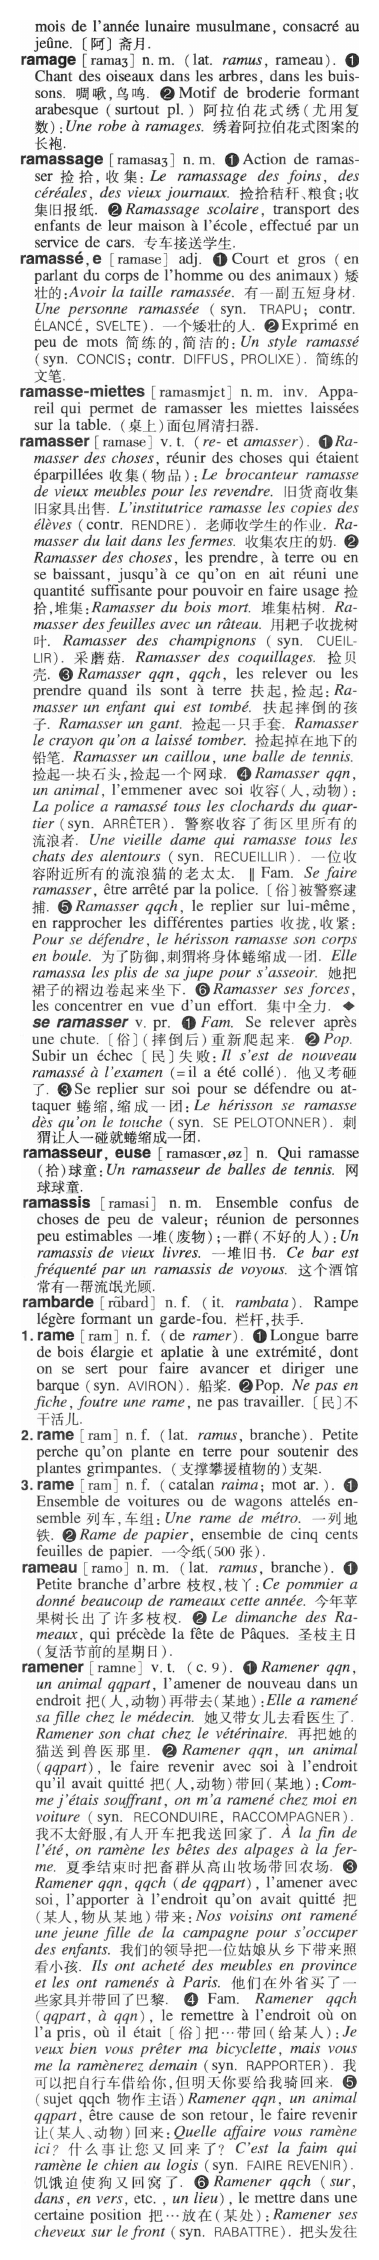 mois de l'année lunaire musulmane, consacré au
jeûne. 〔阿〕斋月.
ramage [ramaʒ] n. m. (lat. ramus, rameau). ❶
Chant des oiseaux dans les arbres, dans les buis-
sons. 啁啾,鸟鸣. ❷ Motif de broderie formant
arabesque (surtout pl.) 阿拉伯花式绣(尤用复
数): Une robe à ramages. 绣着阿拉伯花式图案的
长袍.
ramassage [ramasaʒ] n. m. ❶ Action de ramas-
ser 捡拾, 收集: Le ramassage des foins, des
céréales, des vieux journaux. 捡拾秸秆、粮食;收
集旧报纸. ❷ Ramassage scolaire, transport des
enfants de leur maison à l'école, effectué par un
service de cars. 专车接送学生.
ramassé, e [ramase] adj. ❶ Court et gros (en
parlant du corps de l'homme ou des animaux) 矮
壮的: Avoir la taille ramassée. 有一副五短身材.
Une personne ramassée (syn. TRAPU; contr.
ÉLANCÉ, SVELTE). 一个矮壮的人. ❷ Exprimé en
peu de mots 简练的,简洁的: Un style ramassé
(syn. CONCIS; contr. DIFFUS, PROLIXE). 简练的
文笔.
ramasse-miettes [ramasmjɛt] n. m. inv. Appa-
reil qui permet de ramasser les miettes laissées
sur la table. (桌上)面包屑清扫器.
ramasser [ramase] v. t. (re- et amasser). ❶ Ra-
masser des choses, réunir des choses qui étaient
éparpillées 收集(物品): Le brocanteur ramasse
de vieux meubles pour les revendre. 旧货商收集
旧家具出售. L'institutrice ramasse les copies des
élèves (contr. RENDRE). 老师收学生的作业. Ra-
masser du lait dans les fermes. 收集农庄的奶. ❷
Ramasser des choses, les prendre, à terre ou en
se baissant, jusqu'à ce qu'on en ait réuni une
quantité suffisante pour pouvoir en faire usage 捡
拾,堆集: Ramasser du bois mort. 堆集枯树. Ra-
masser des feuilles avec un râteau. 用耙子收拢树
叶. Ramasser des champignons (syn. CUEIL-
LIR). 采蘑菇. Ramasser des coquillages. 捡贝
壳. ❸ Ramasser qqn, qqch, les relever ou les
prendre quand ils sont à terre 扶起,捡起: Ra-
masser un enfant qui est tombé. 扶起摔倒的孩
子. Ramasser un gant. 捡起一只手套. Ramasser
le crayon qu'on a laissé tomber. 捡起掉在地下的
铅笔. Ramasser un caillou, une balle de tennis.
捡起一块石头,捡起一个网球. ❹ Ramasser qqn,
un animal, l'emmener avec soi 收容(人,动物):
La police a ramassé tous les clochards du quar-
tier (syn. ARRÊTER). 警察收容了街区里所有的
流浪者. Une vieille dame qui ramasse tous les
chats des alentours (syn. RECUEILLIR). 一位收
容附近所有的流浪猫的老太太. ‖ Fam. Se faire
ramasser, être arrêté par la police. 〔俗〕被警察逮
捕. ❺ Ramasser qqch, le replier sur lui-même,
en rapprocher les différentes parties 收拢,收紧:
Pour se défendre, le hérisson ramasse son corps
en boule. 为了防御,刺猬将身体蜷缩成一团. Elle
ramassa les plis de sa jupe pour s'asseoir. 她把
裙子的褶边卷起来坐下. ❻ Ramasser ses forces,
les concentrer en vue d'un effort. 集中全力. ◆
se ramasser v. pr. ❶ Fam. Se relever après
une chute. 〔俗〕(摔倒后)重新爬起来. ❷ Pop.
Subir un échec 〔民〕失败: Il s'est de nouveau
ramassé à l'examen (=il a été collé). 他又考砸
了. ❸ Se replier sur soi pour se défendre ou at-
taquer 蜷缩,缩成一团: Le hérisson se ramasse
dès qu'on le touche (syn. SE PELOTONNER). 刺
猬让人一碰就蜷缩成一团.
ramasseur, euse [ramasœr,øz] n. Qui ramasse
(拾)球童: Un ramasseur de balles de tennis. 网
球球童.
ramassis [ramasi] n. m. Ensemble confus de
choses de peu de valeur; réunion de personnes
peu estimables 一堆(废物);一群(不好的人): Un
ramassis de vieux livres. 一堆旧书. Ce bar est
fréquenté par un ramassis de voyous. 这个酒馆
常有一帮流氓光顾.
rambarde [rɑ̃bard] n. f. (it. rambata). Rampe
légère formant un garde-fou. 栏杆,扶手.
1. rame [ram] n. f. (de ramer). ❶ Longue barre
de bois élargie et aplatie à une extrémité, dont
on se sert pour faire avancer et diriger une
barque (syn. AVIRON). 船桨. ❷ Pop. Ne pas en
fiche, foutre une rame, ne pas travailler. 〔民〕不
干活儿.
2. rame [ram] n. f. (lat. ramus, branche). Petite
perche qu'on plante en terre pour soutenir des
plantes grimpantes. (支撑攀援植物的)支架.
3. rame [ram] n. f. (catalan raima; mot ar.). ❶
Ensemble de voitures ou de wagons attelés en-
semble 列车,车组: Une rame de métro. 一列地
铁. ❷ Rame de papier, ensemble de cinq cents
feuilles de papier. 一令纸(500 张).
rameau [ramo] n. m. (lat. ramus, branche). ❶
Petite branche d'arbre 枝杈,枝丫: Ce pommier a
donné beaucoup de rameaux cette année. 今年苹
果树长出了许多枝杈. ❷ Le dimanche des Ra-
meaux, qui précède la fête de Pâques. 圣枝主日
(复活节前的星期日).
ramener [ramne] v. t. (c. 9). ❶ Ramener qqn,
un animal qqpart, l'amener de nouveau dans un
endroit 把(人,动物)再带去(某地): Elle a ramené
sa fille chez le médecin. 她又带女儿去看医生了.
Ramener son chat chez le vétérinaire. 再把她的
猫送到兽医那里. ❷ Ramener qqn, un animal
(qqpart), le faire revenir avec soi à l'endroit
qu'il avait quitté 把(人,动物)带回(某地): Com-
me j'étais souffrant, on m'a ramené chez moi en
voiture (syn. RECONDUIRE, RACCOMPAGNER).
我不太舒服,有人开车把我送回家了. À la fin de
l'été, on ramène les bêtes des alpages à la fer-
me. 夏季结束时把畜群从高山牧场带回农场. ❸
Ramener qqn, qqch (de qqpart), l'amener avec
soi, l'apporter à l'endroit qu'on avait quitté 把
(某人,物从某地)带来: Nos voisins ont ramené
une jeune fille de la campagne pour s'occuper
des enfants. 我们的领导把一位姑娘从乡下带来照
看小孩. Ils ont acheté des meubles en province
et les ont ramenés à Paris. 他们在外省买了一
些家具并带回了巴黎. ❹ Fam. Ramener qqch
(qqpart, à qqn), le remettre à l'endroit où on
l'a pris, où il était 〔俗〕把…带回(给某人): Je
veux bien vous prêter ma bicyclette, mais vous
me la ramènerez demain (syn. RAPPORTER). 我
可以把自行车借给你,但明天你要给我骑回来. ❺
(sujet qqch 物作主语) Ramener qqn, un animal
qqpart, être cause de son retour, le faire revenir
让(某人、动物)回来: Quelle affaire vous ramène
ici? 什么事让您又回来了? C'est la faim qui
ramène le chien au logis (syn. FAIRE REVENIR).
饥饿迫使狗又回窝了. ❻ Ramener qqch (sur,
dans, en vers, etc., un lieu), le mettre dans une
certaine position 把…放在(某处): Ramener ses
cheveux sur le front (syn. RABATTRE). 把头发往